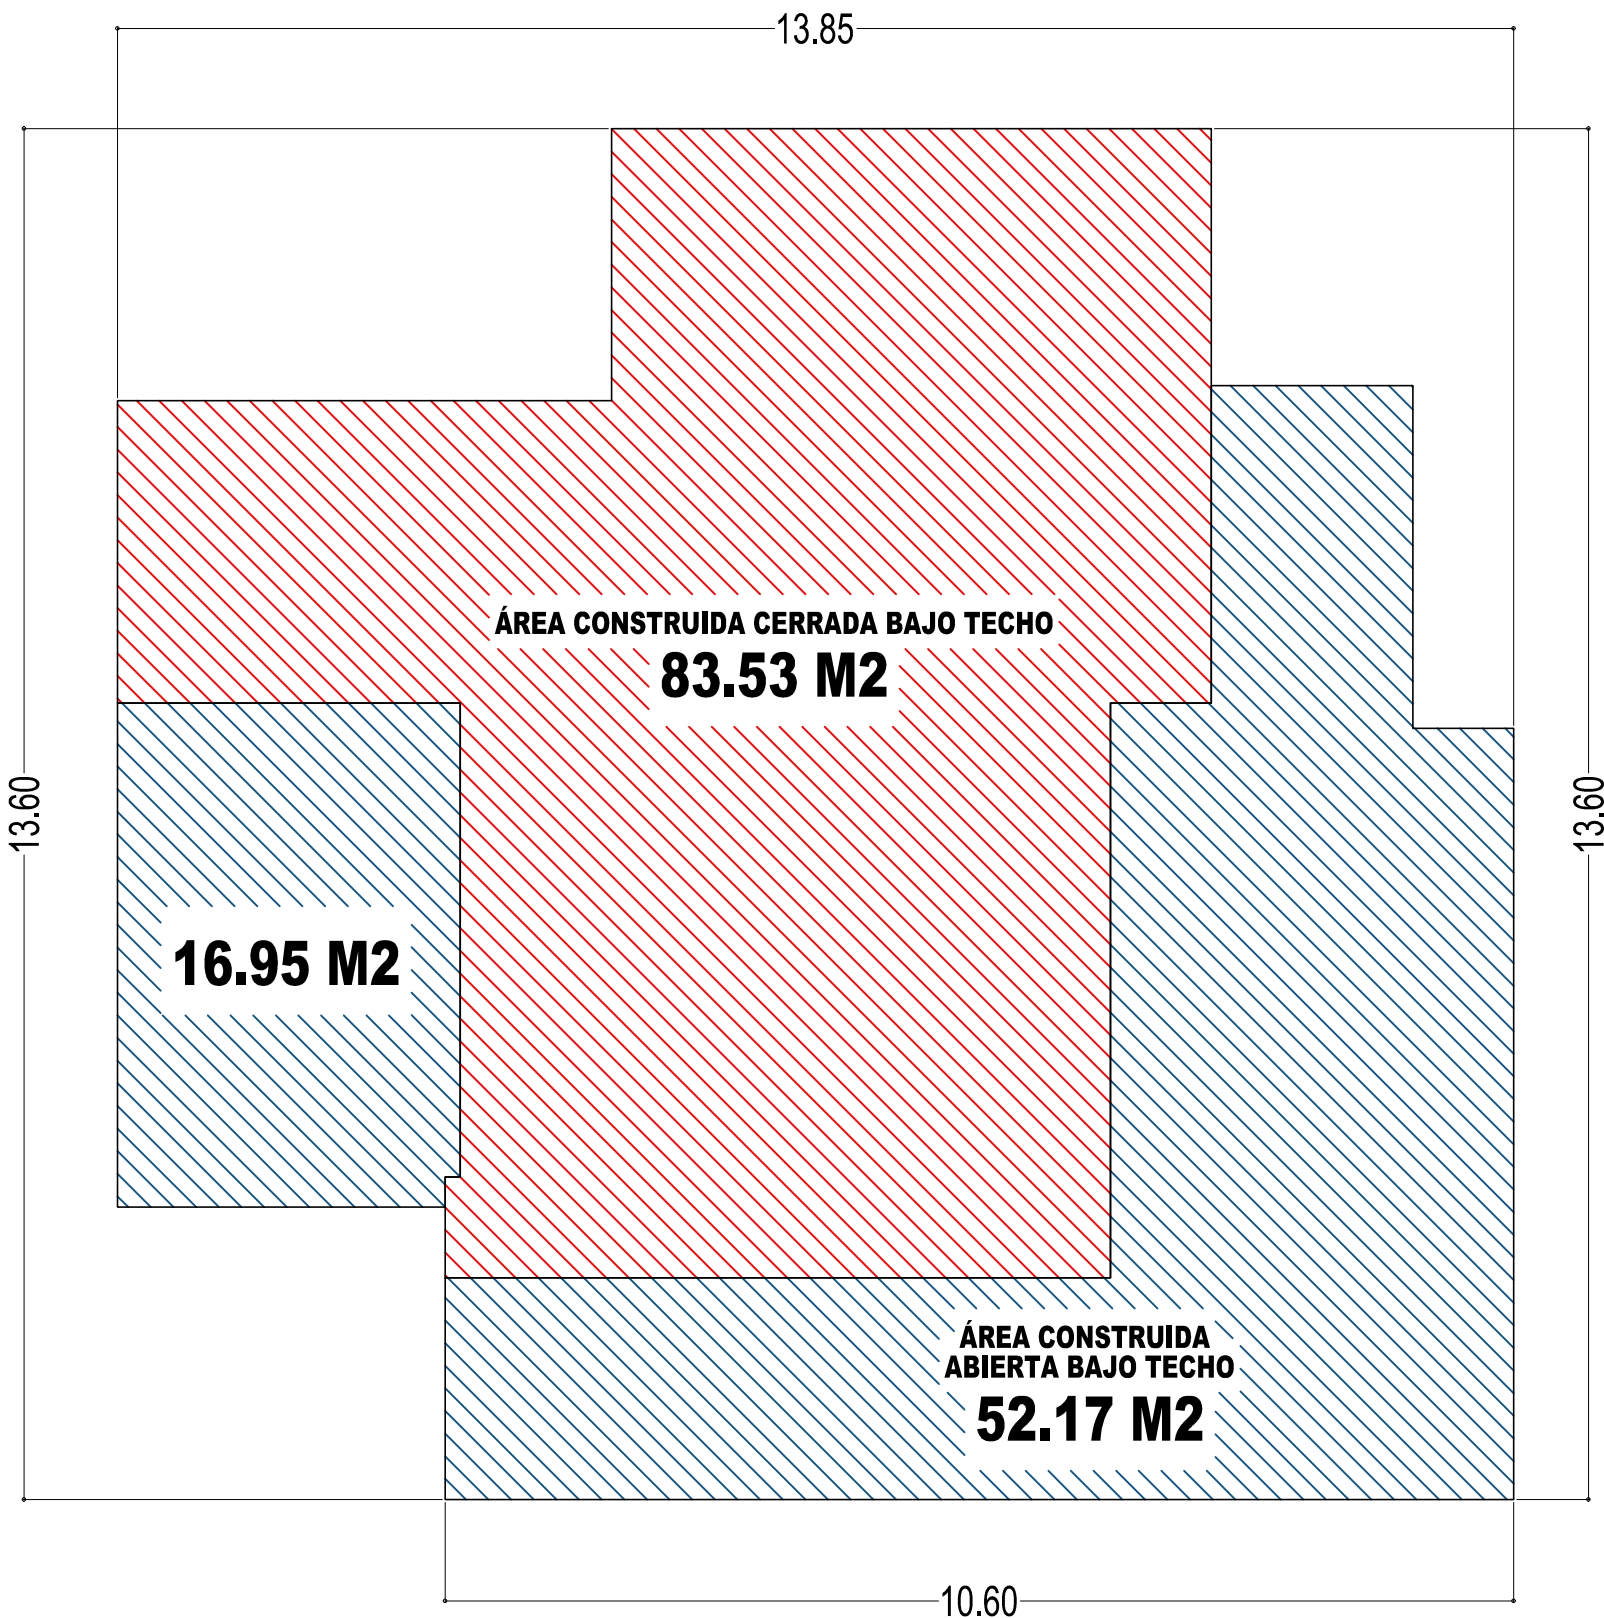 13.85
ÁREA CONSTRUIDA CERRADA BAJO TECHO
83.53 M2
13.60
13.60
16.95 M2
ÁREA CONSTRUIDA
ABIERTA BAJO TECHO
52.17 M2
10.60